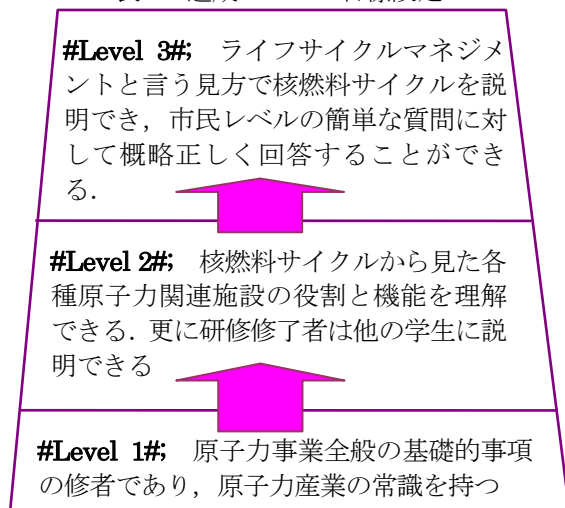 #Level 3#; ライフサイクルマネジメ
ントと言う見方で核燃料サイクルを説
明でき，市民レベルの簡単な質問に対
して概略正しく回答することができ
る．
#Level 2#; 核燃料サイクルから見た各
種原子力関連施設の役割と機能を理解
できる．更に研修修了者は他の学生に説
明できる
#Level 1#; 原子力事業全般の基礎的事項
の修者であり，原子力産業の常識を持つ